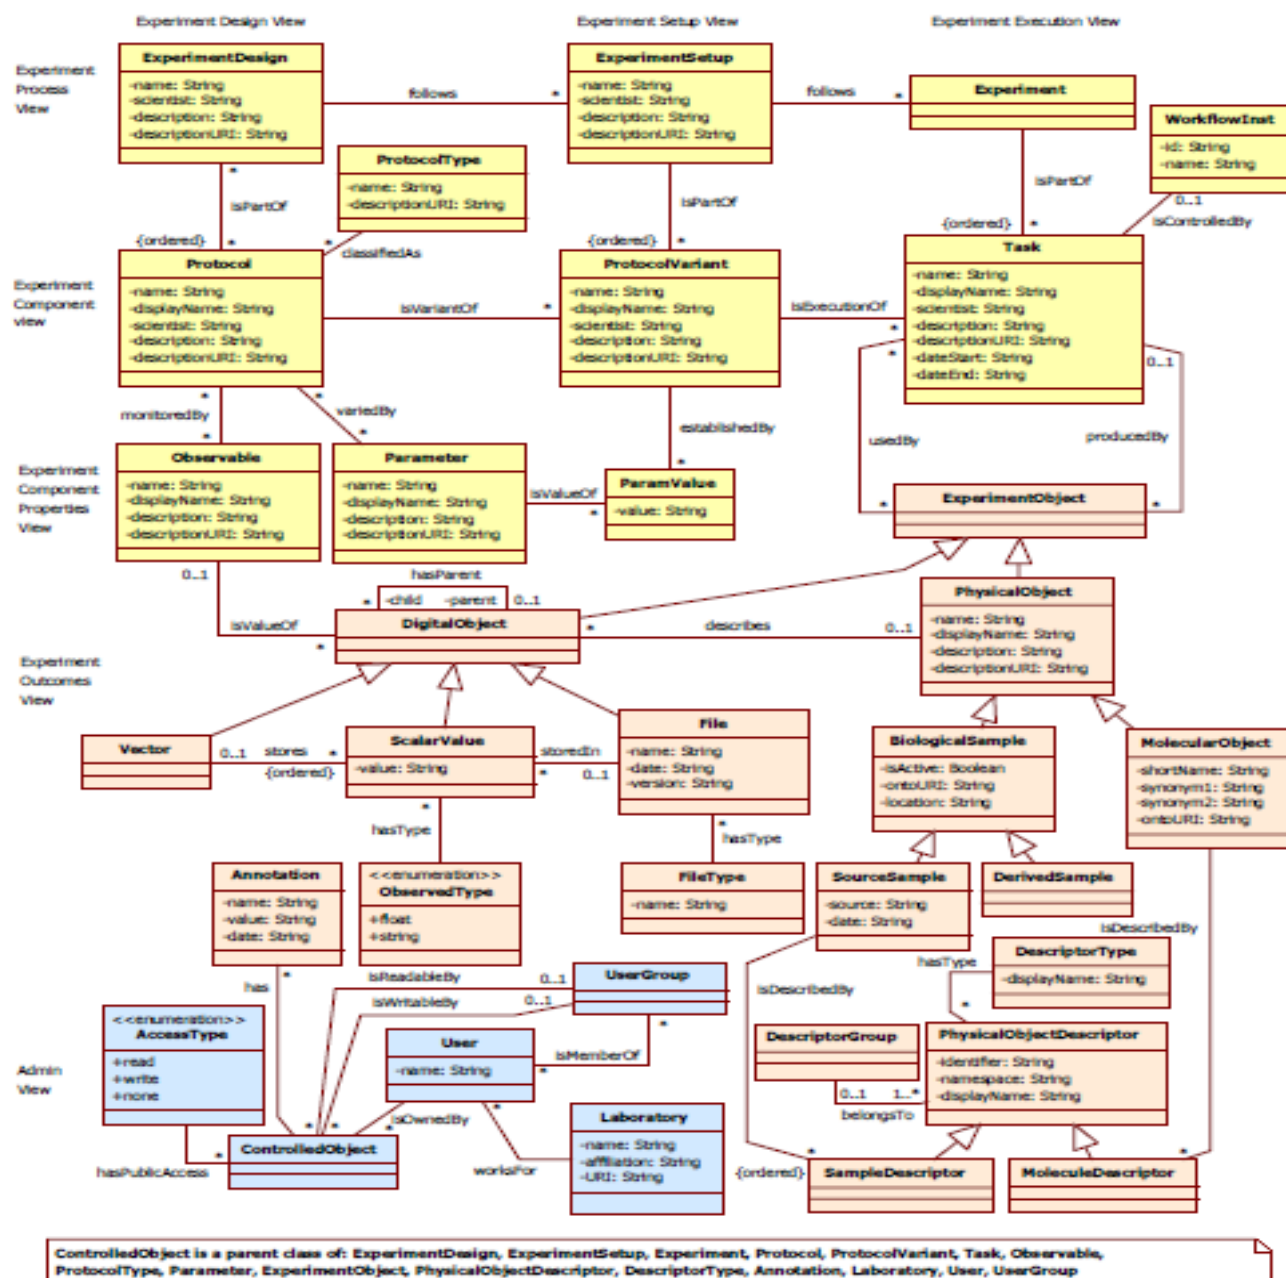 Experiment Design View
Experiment Setup View
Experiment Execution View
Experiment
Process
View
ExperimentDesign
-name: String
-scientist: String
-description: String
-descriptionURI: String
follows
*
ExperimentSetup
-name: String
-scientist: String
-description: String
-descriptionURI: String
follows
*
Experiment
WorkflowInst
-id: String
-name: String
ProtocolType
-name: String
-descriptionURI: String
*
isPartOf
{ordered} *
* classifiedAs
isPartOf
{ordered} *
isPartOf
{ordered} *
0..1
isControlledBy
Experiment
Component
view
Protocol
-name: String
-displayName: String
-scientist: String
-description: String
-descriptionURI: String
isVariantOf
*
ProtocolVariant
-name: String
-displayName: String
-scientist: String
-description: String
-descriptionURI: String
isExecutionOf
*
Task
-name: String
-displayName: String
-scientist: String
-description: String
-descriptionURI: String
-dateStart: String
-dateEnd: String
*
monitoredBy
*
*
variedBy
*
establishedBy
*
*
usedBy
*
0..1
producedBy
*
Experiment
Component
Properties
View
Observable
-name: String
-displayName: String
-description: String
-descriptionURI: String
Parameter
-name: String
-displayName: String
-description: String
-descriptionURI: String
isValueOf
*
ParamValue
-value: String
ExperimentObject
0..1
isValueOf
*
hasParent
* -child -parent 0..1
DigitalObject
* describes 0..1
PhysicalObject
-name: String
-displayName: String
-description: String
-descriptionURI: String
Experiment
Outcomes
View
Vector
0..1 stores *
{ordered}
ScalarValue
-value: String
storedIn
* 0..1
File
-name: String
-date: String
-version: String
BiologicalSample
-isActive: Boolean
-ontoURI: String
-location: String
MolecularObject
-shortName: String
-synonym1: String
-synonym2: String
-ontoURI: String
*
hasType
*
hasType
Annotation
-name: String
-value: String
-date: String
<<enumeration>>
ObservedType
+float
+string
FileType
-name: String
SourceSample
-source: String
-date: String
DerivedSample
isDescribedBy
*
has
isReadableBy 0..1
isWritableBy 0..1
UserGroup
isDescribedBy
hasType
*
DescriptorType
-displayName: String
Admin
View
<<enumeration>>
AccessType
+read
+write
+none
User
-name: String
*
isMemberOf
*
DescriptorGroup
0..1 1..*
belongsTo
PhysicalObjectDescriptor
-identifier: String
-namespace: String
-displayName: String
*
hasPublicAccess
* *
ControlledObject
isOwnedBy
*
*
worksFor
Laboratory
-name: String
-affiliation: String
-URI: String
{ordered}
*
SampleDescriptor
*
MoleculeDescriptor
ControlledObject is a parent class of: ExperimentDesign, ExperimentSetup, Experiment, Protocol, ProtocolVariant, Task, Observable,
ProtocolType, Parameter, ExperimentObject, PhysicalObjectDescriptor, DescriptorType, Annotation, Laboratory, User, UserGroup